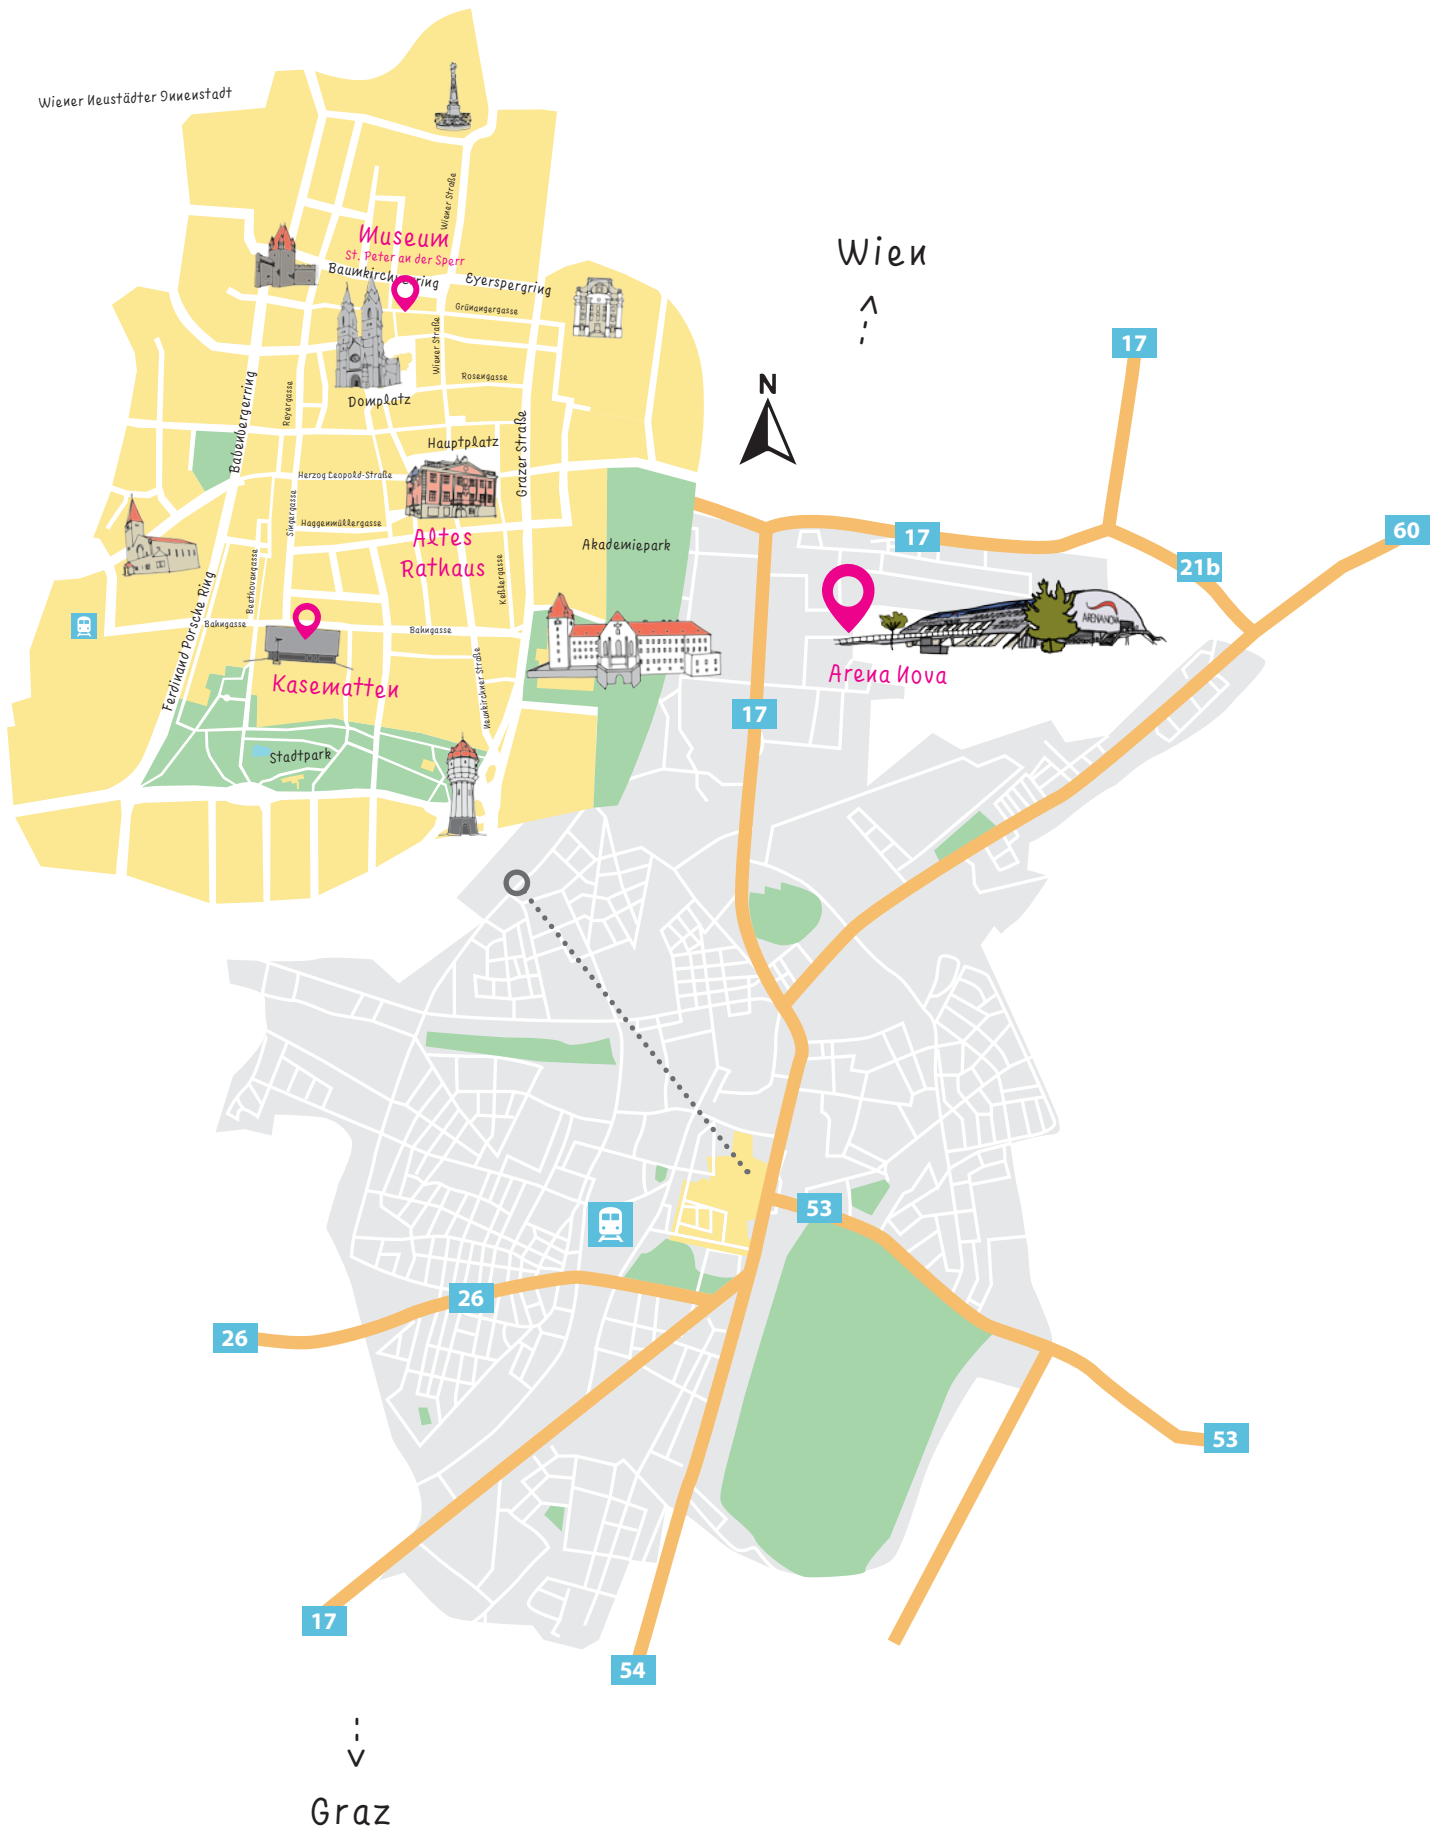 Wiener Neustädter Innenstadt
Wiener Straße
Museum
St. Peter an der Sperr
Baumkirchnerring
Eyerspergring
Grünangergasse
Wiener Straße
Rosengasse
Domplatz
Reyergasse
Babenbergerring
Hauptplatz
Grazer Straße
Herzog Leopold-Straße
Singergasse
Haggenmüllergasse
Altes
Rathaus
Akademiepark
Keßlergasse
Beethovengasse
Ferdinand Porsche Ring
Bahngasse
Bahngasse
Kasematten
Neunkirchner Straße
Stadtpark
Wien
N
17
17
60
21b
ARENA NOVA
Arena Nova
17
53
26
26
53
17
54
Graz